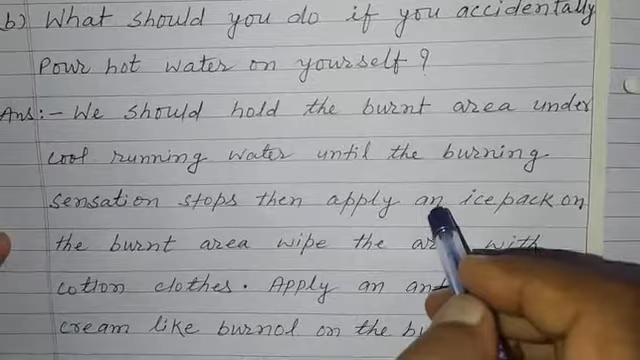 b) What should you do if you accidentally
Pour hot water on yourself?
Ans:- We should hold the burnt area under
cool running water until the burning
sensation stops then apply an icepack on
the burnt area wipe the with
cotton clothes. Apply an
cream like burnol on the